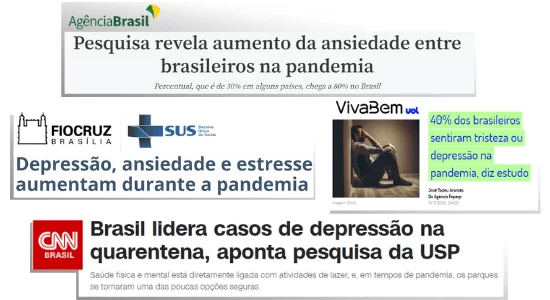 AgênciaBrasil
Pesquisa revela aumento da ansiedade entre
brasileiros na pandemia
Percentual, que é de 30% em alguns países, chega a 80% no Brasil
FIOCRUZ
BRASÍLIA
SUS
Sistema
Único
de Saúde
Depressão, ansiedade e estresse
aumentam durante a pandemia
VivaBem uol
40% dos brasileiros
sentiram tristeza ou
depressão na
pandemia, diz estudo
Da Agência Fapesp
CNN
BRASIL
Brasil lidera casos de depressão na
quarentena, aponta pesquisa da USP
Saúde física e mental está diretamente ligada com atividades de lazer, e, em tempos de pandemia, os parques
se tornaram uma das poucas opções seguras